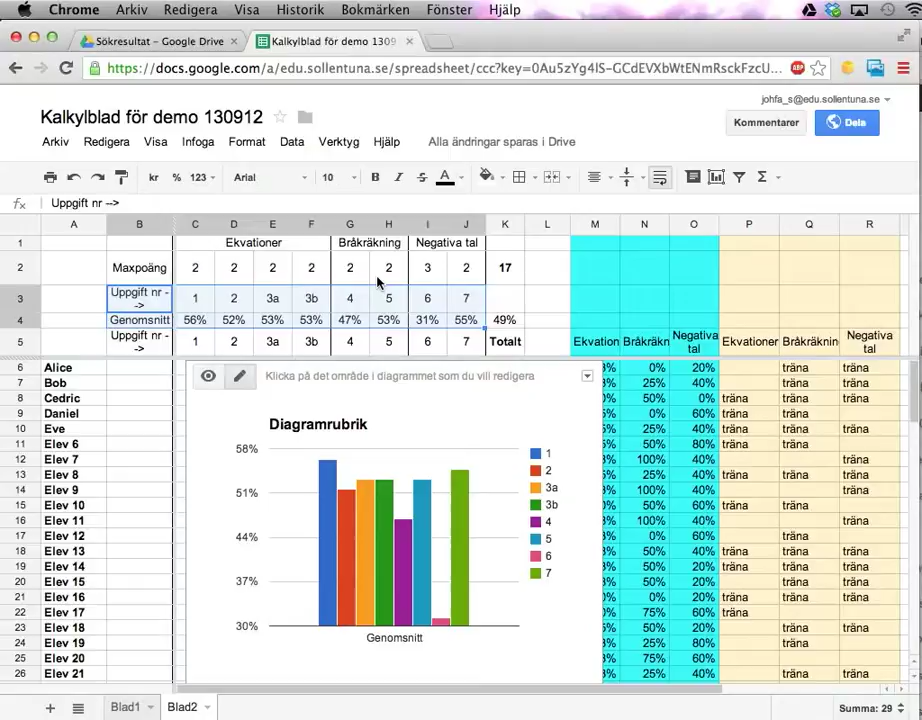 Chrome Arkiv Redigera Visa Historik Bokmärken Fönster Hjälp
Sökresultat – Google Drive × Kalkylblad för demo 1309 ×
https://docs.google.com/a/edu.sollentuna.se/spreadsheet/ccc?key=0Au5zYg4lS-GCdEVXbWtENmRsckFzcU...
ABP
johfa_s@edu.sollentuna.se
Kalkylblad för demo 130912
Kommentarer Dela
Arkiv Redigera Visa Infoga Format Data Verktyg Hjälp Alla ändringar sparas i Drive
kr % 123 Arial 10 B I S A Σ
fx Uppgift nr -->
A B C D E F G H I J K L M N O P Q R
1 Ekvationer Bråkräkning Negativa tal
2 Maxpoäng 2 2 2 2 2 2 3 2 17
3 Uppgift nr --> 1 2 3a 3b 4 5 6 7
4 Genomsnitt 56% 52% 53% 53% 47% 53% 31% 55% 49%
5 Uppgift nr --> 1 2 3a 3b 4 5 6 7 Totalt Ekvation Bråkräkn Negativa tal Ekvationer Bråkräknin Negativa tal
6 Alice 0% 20% träna träna
7 Bob 25% 40% träna träna
8 Cedric 50% 0% träna träna
9 Daniel 0% 60% träna träna
10 Eve 25% 40% träna träna träna
11 Elev 6 50% 80% träna träna
12 Elev 7 100% 40% träna
13 Elev 8 25% 40% träna träna träna
14 Elev 9 100% 40% träna
15 Elev 10 50% 60% träna träna
16 Elev 11 100% 40% träna
17 Elev 12 0% 60% träna
18 Elev 13 50% 40% träna träna träna
19 Elev 14 50% 20% träna träna träna
20 Elev 15 50% 20% träna träna
21 Elev 16 0% 20% träna träna träna
22 Elev 17 75% 60% träna
23 Elev 18 50% 20% träna träna
24 Elev 19 25% 80% träna
25 Elev 20 75% 60%
26 Elev 21 25% 40% träna träna
Klicka på det område i diagrammet som du vill redigera
Diagramrubrik
58%
51%
44%
37%
30%
Genomsnitt
1
2
3a
3b
4
5
6
7
+ Blad1 Blad2 Summa: 29